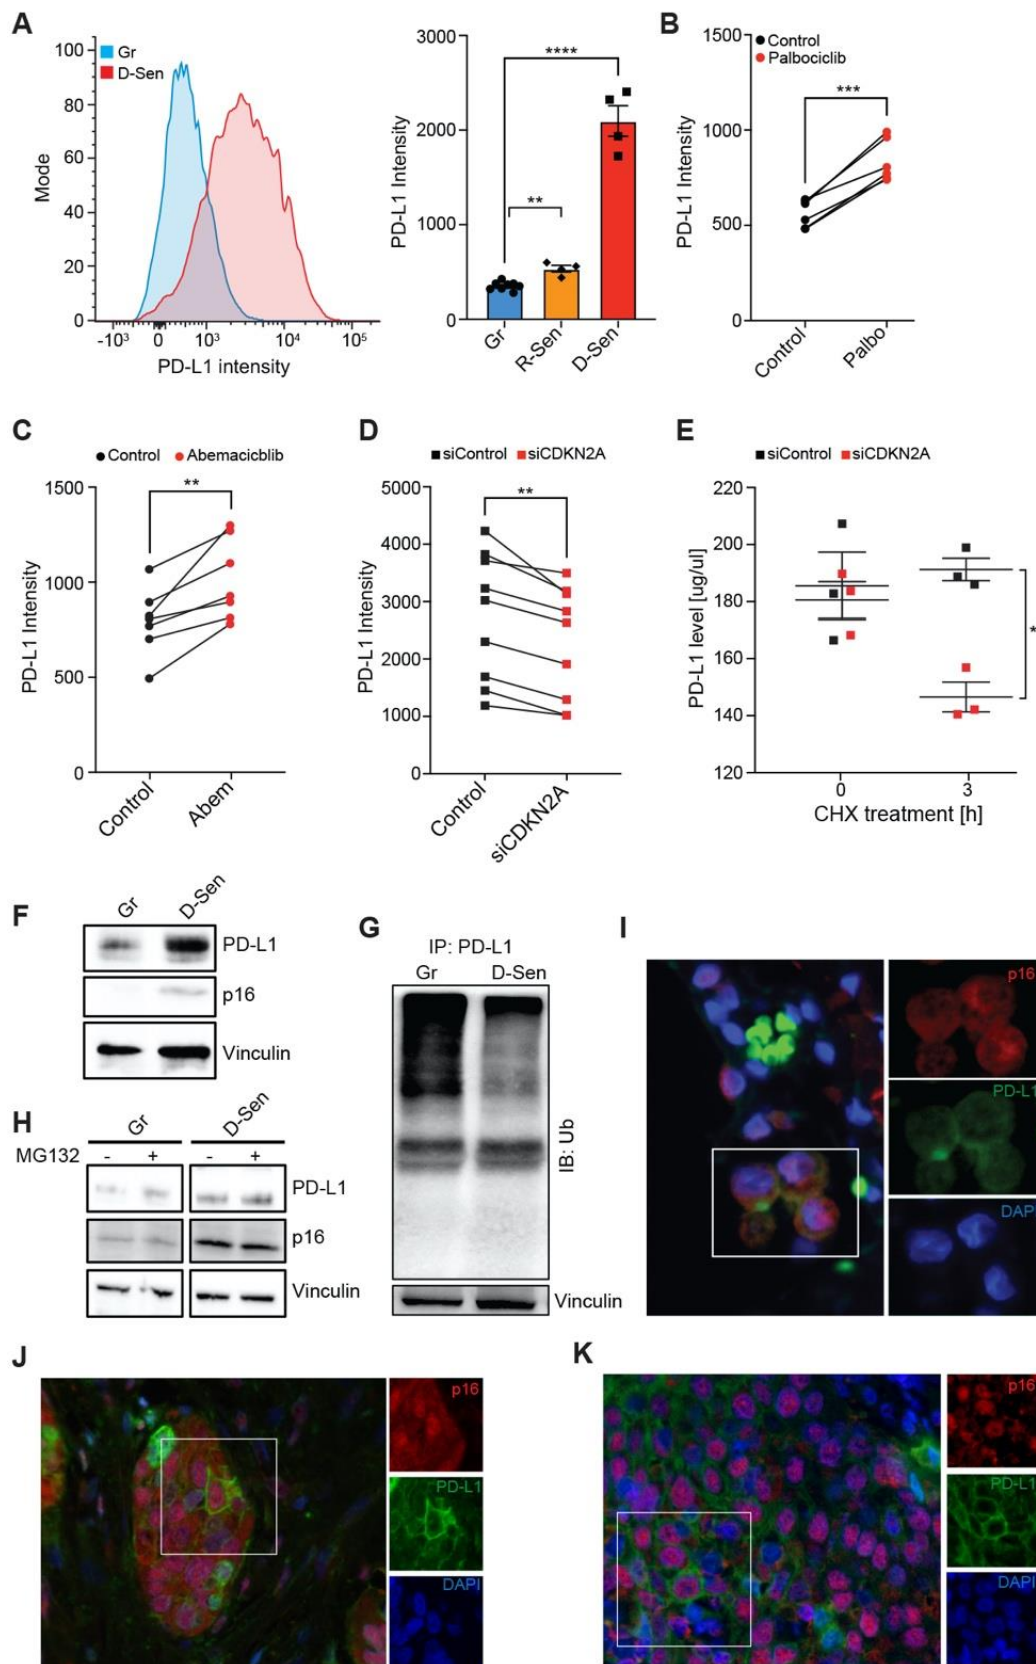 A
Gr
D-Sen
100
80
60
40
20
0
Mode
-10³ 0 10³ 10⁴ 10⁵
PD-L1 intensity
3000
2000
1000
0
PD-L1 Intensity
****
**
Gr R-Sen D-Sen
B
Control
Palbociclib
1500
1000
500
0
PD-L1 Intensity
***
Control Palbo
C
Control Abemacicblib
1500
1000
500
0
PD-L1 Intensity
**
Control Abem
D
siControl siCDKN2A
5000
4000
3000
2000
1000
0
PD-L1 Intensity
**
Control siCDKN2A
E
siControl siCDKN2A
220
200
180
160
140
120
PD-L1 level [ug/ul]
*
0 3
CHX treatment [h]
F
Gr D-Sen
PD-L1
p16
Vinculin
G
IP: PD-L1
Gr D-Sen
IB: Ub
Vinculin
H
Gr D-Sen
MG132 - + - +
PD-L1
p16
Vinculin
I
p16
PD-L1
DAPI
J
p16
PD-L1
DAPI
K
p16
PD-L1
DAPI